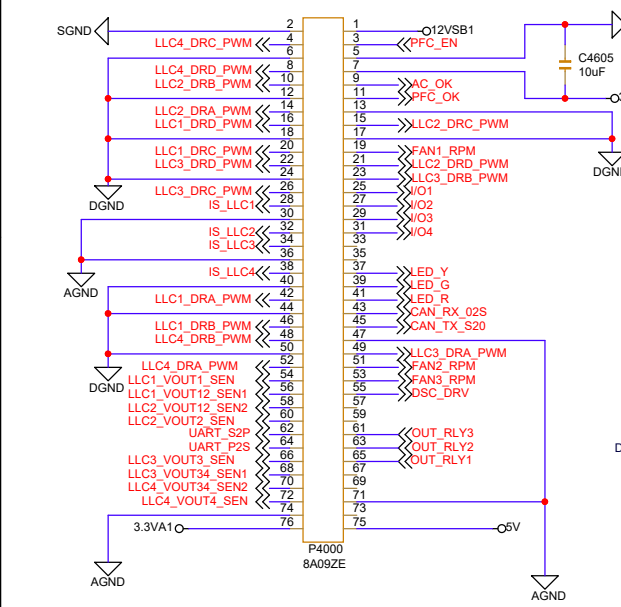 SGND 2 1 12VSB1
LLC4_DRC_PWM 4 3 PFC_EN
6 5
C4605
LLC4_DRD_PWM 8 7
10uF
LLC2_DRB_PWM 10 9 AC_OK
12 11 PFC_OK
LLC2_DRA_PWM 14 13
LLC1_DRD_PWM 16 15 LLC2_DRC_PWM
18 17
LLC1_DRC_PWM 20 19 FAN1_RPM
LLC3_DRD_PWM 22 21 LLC2_DRD_PWM
24 23 LLC3_DRB_PWM
DGND
LLC3_DRC_PWM 26 25 I/O1
IS_LLC1 28 27 I/O2
DGND
30 29 I/O3
IS_LLC2 32 31 I/O4
IS_LLC3 34 33
36 35
IS_LLC4 38 37 LED_Y
40 39 LED_G
AGND
LLC1_DRA_PWM 42 41 LED_R
44 43 CAN_RX_02S
LLC1_DRB_PWM 46 45 CAN_TX_S20
LLC4_DRB_PWM 48 47
50 49 LLC3_DRA_PWM
LLC4_DRA_PWM 52 51 FAN2_RPM
LLC1_VOUT1_SEN 54 53 FAN3_RPM
DGND
LLC1_VOUT12_SEN1 56 55 DSC_DRV
LLC2_VOUT12_SEN2 58 57
LLC2_VOUT2_SEN 60 59
UART_S2P 62 61 OUT_RLY3
UART_P2S 64 63 OUT_RLY2
LLC3_VOUT3_SEN 66 65 OUT_RLY1
LLC3_VOUT34_SEN1 68 67
LLC4_VOUT34_SEN2 70 69
LLC4_VOUT4_SEN 72 71
74 73
3.3VA1 76 75 5V
P4000
8A09ZE
AGND
AGND